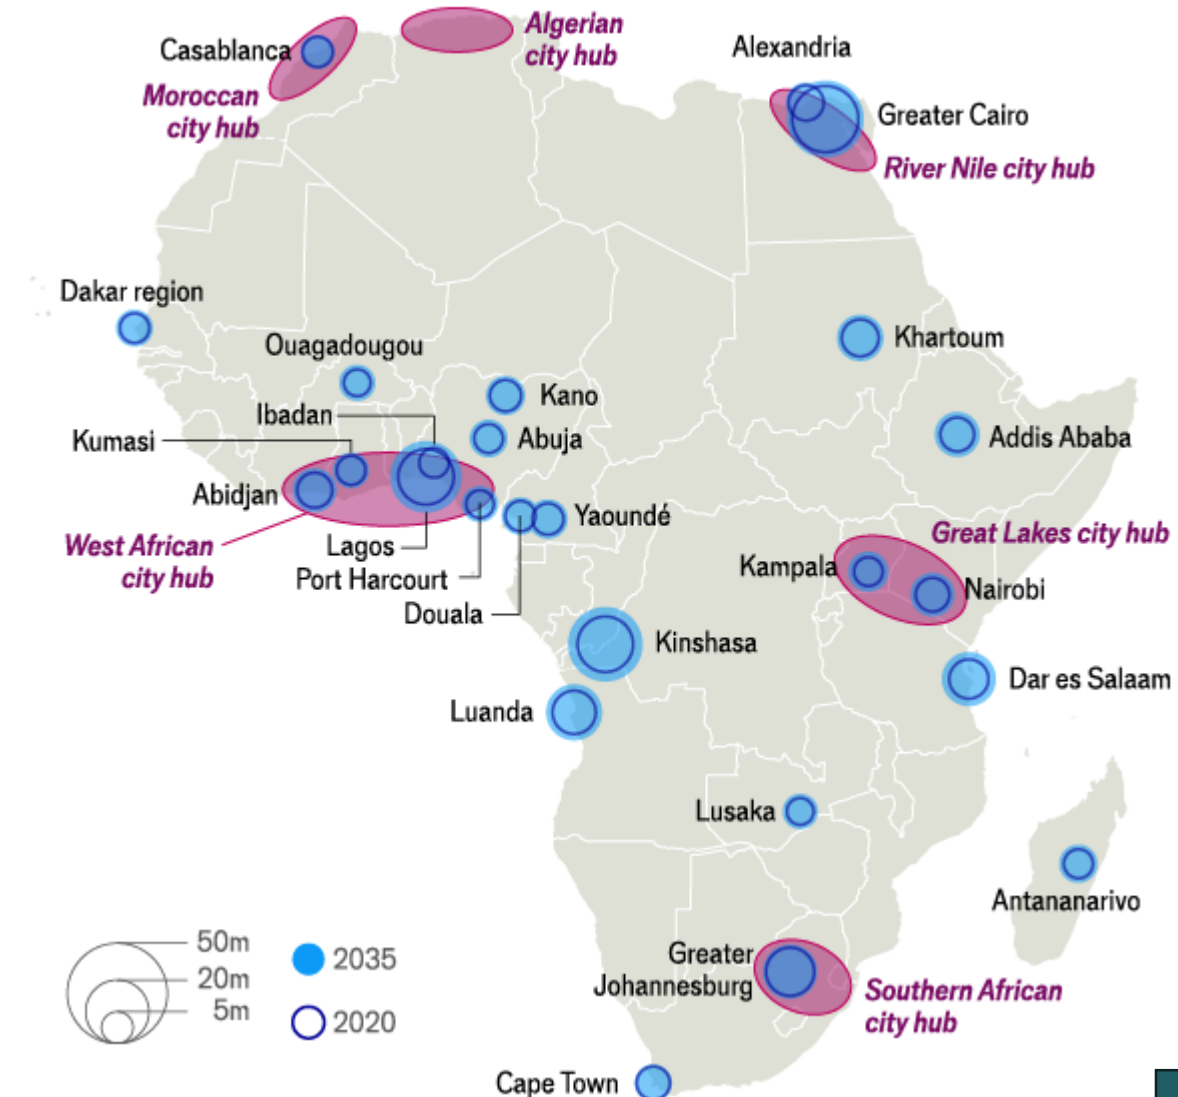 Casablanca
Moroccan
city hub
Algerian
city hub
Alexandria
Greater Cairo
River Nile city hub
Dakar region
Ouagadougou
Ibadan
Kumasi
Abidjan
Kano
Abuja
West African
city hub
Lagos
Port Harcourt
Douala
Yaoundé
Khartoum
Addis Ababa
Great Lakes city hub
Kampala
Nairobi
Kinshasa
Dar es Salaam
Luanda
Lusaka
Antananarivo
Greater
Johannesburg
Southern African
city hub
Cape Town
50m
20m
5m
2035
2020